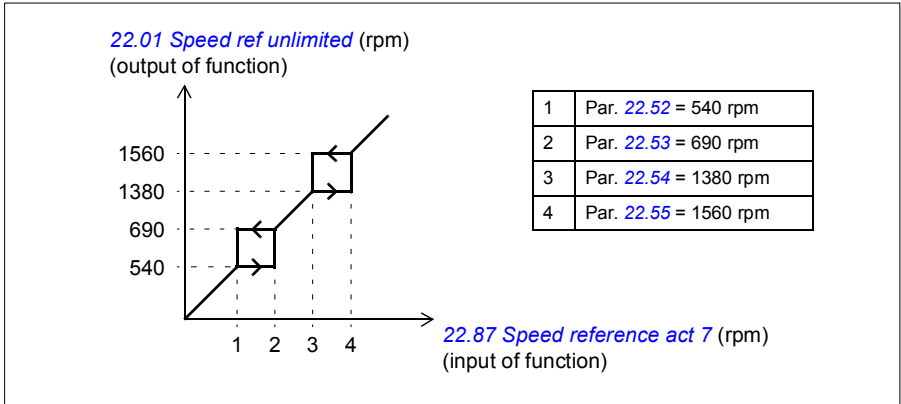 22.01 Speed ref unlimited (rpm)
(output of function)
1 Par. 22.52 = 540 rpm
2 Par. 22.53 = 690 rpm
3 Par. 22.54 = 1380 rpm
4 Par. 22.55 = 1560 rpm
1560
1380
690
540
1 2 3 4
22.87 Speed reference act 7 (rpm)
(input of function)